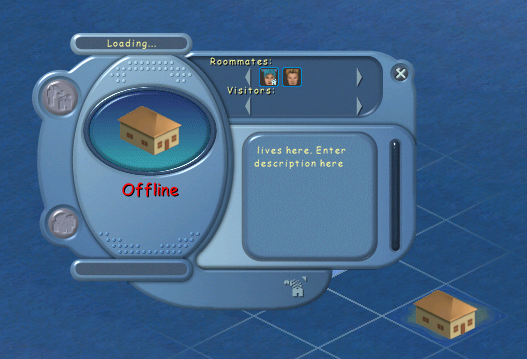 Loading...
Roommates:
Visitors:
lives here. Enter
description here
Offline